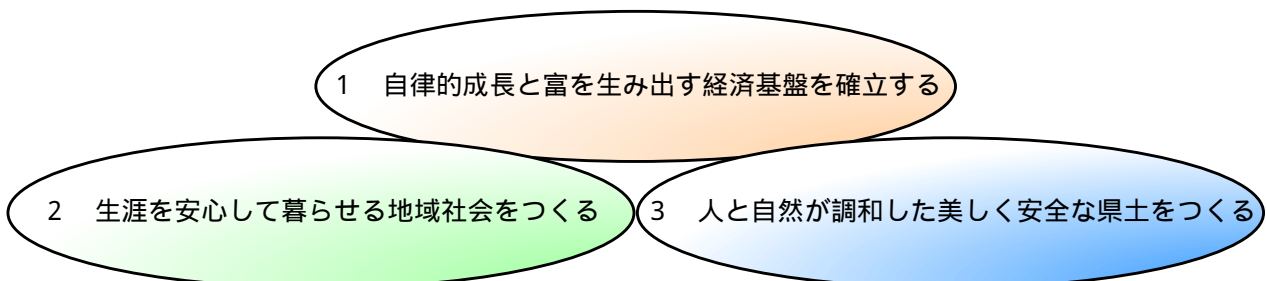 1　自律的成長と富を生み出す経済基盤を確立する
2　生涯を安心して暮らせる地域社会をつくる
3　人と自然が調和した美しく安全な県土をつくる